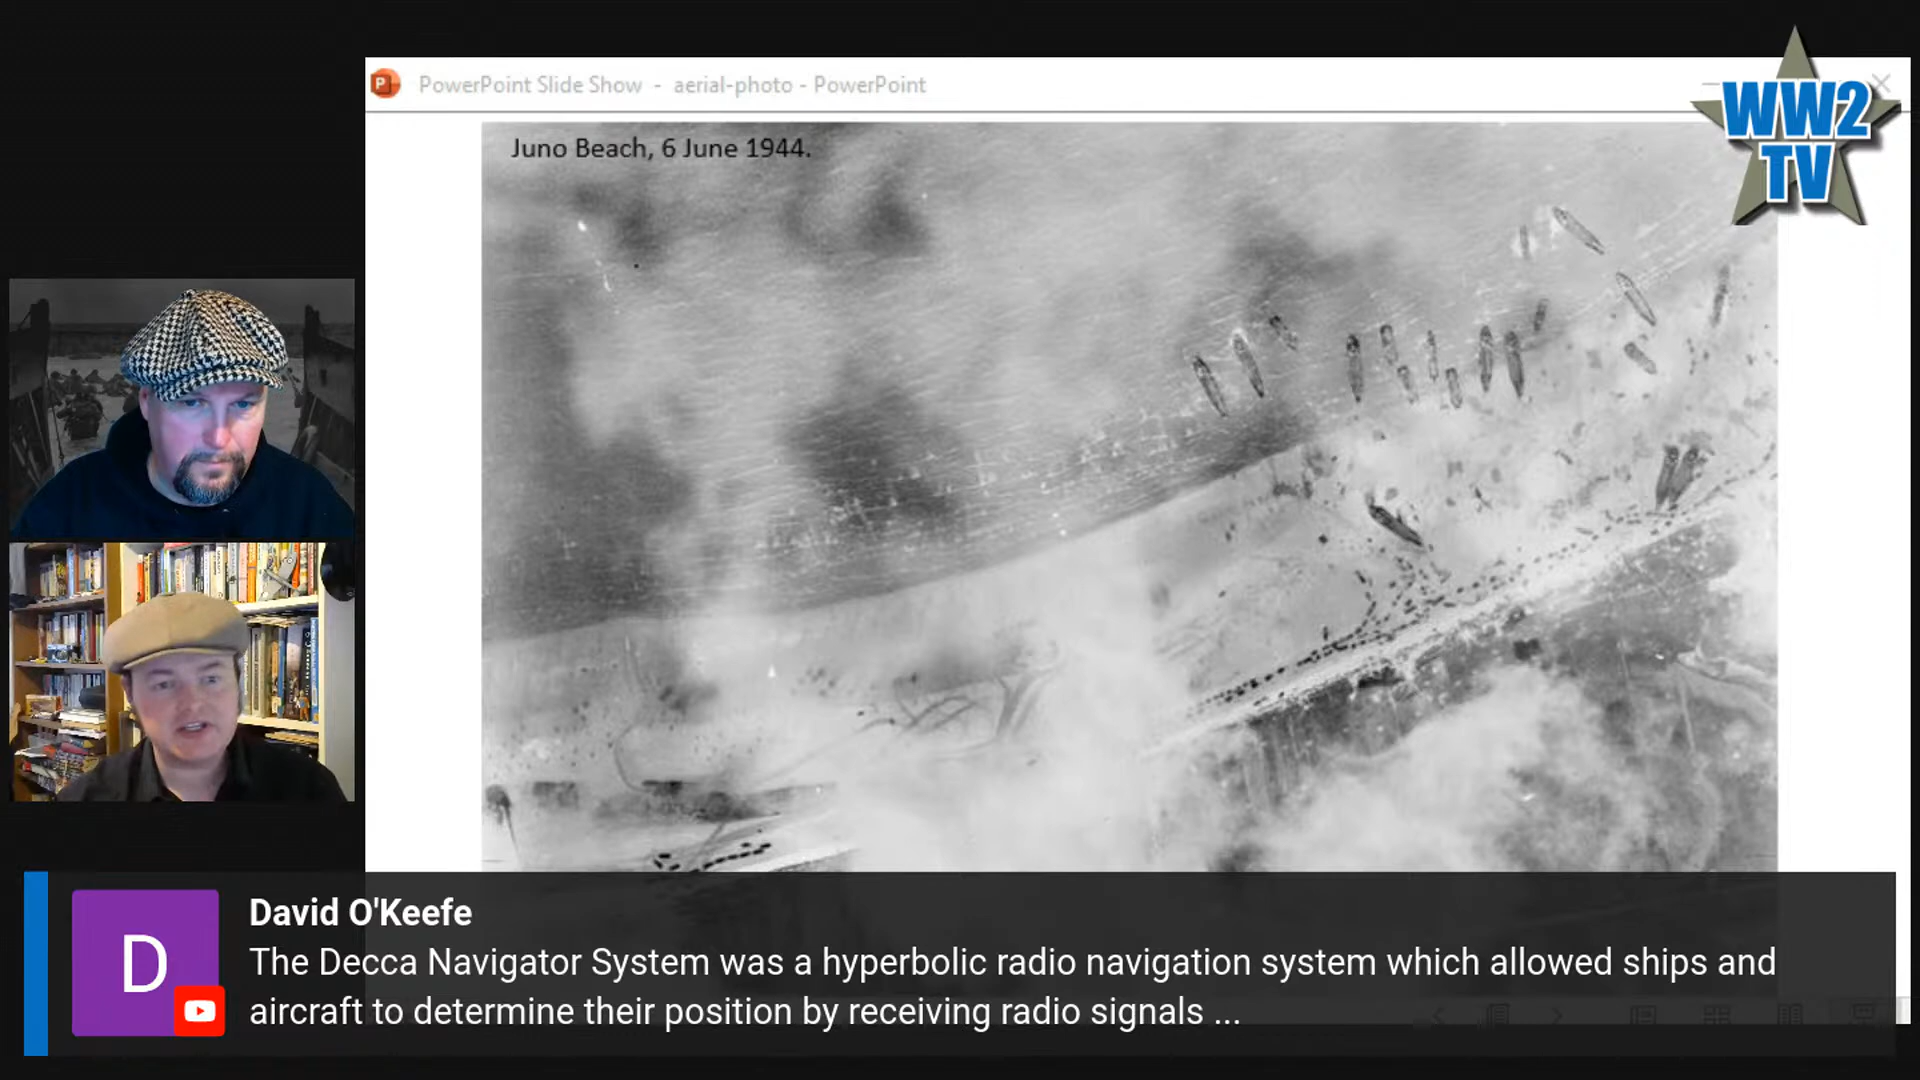 PowerPoint Slide Show - aerial-photo - PowerPoint
WW2
TV
Juno Beach, 6 June 1944.
D
David O'Keefe
The Decca Navigator System was a hyperbolic radio navigation system which allowed ships and
aircraft to determine their position by receiving radio signals ...